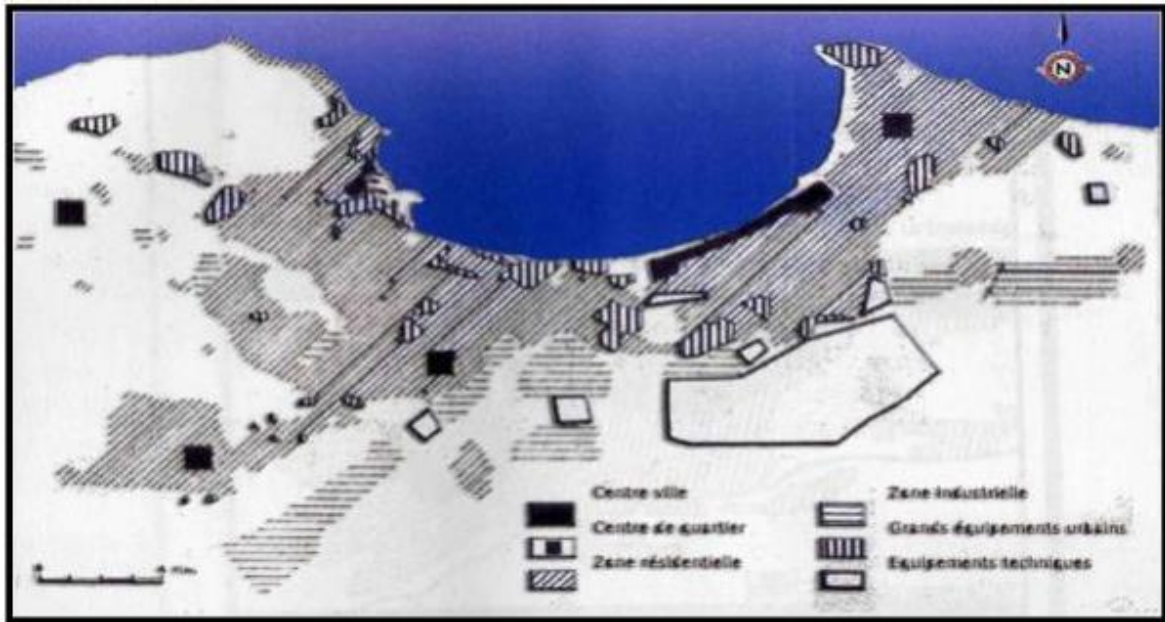 N
Centre ville
Centre de quartier
Zone résidentielle
Zone industrielle
Grands équipements urbains
Equipements techniques